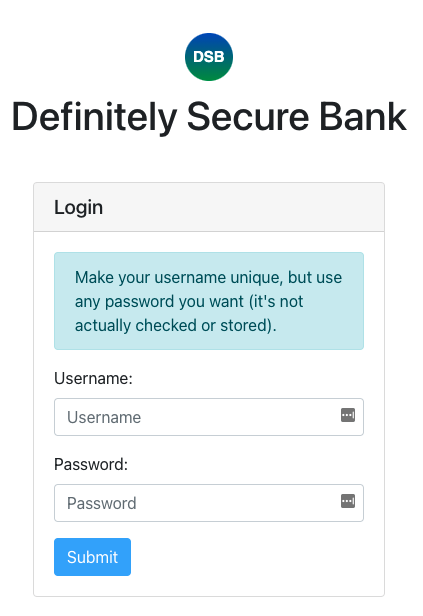 DSB
Definitely Secure Bank
Login
Make your username unique, but use
any password you want (it's not
actually checked or stored).
Username:
Username
Password:
Password
Submit